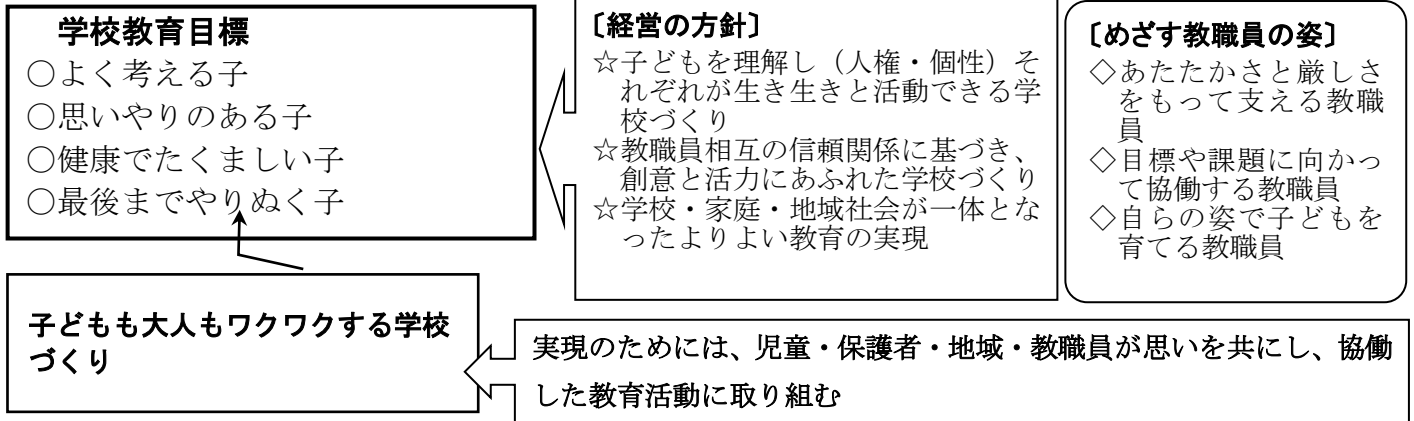 学校教育目標
○よく考える子
○思いやりのある子
○健康でたくましい子
○最後までやりぬく子
〔経営の方針〕
☆子どもを理解し（人権・個性）そ
れぞれが生き生きと活動できる学
校づくり
☆教職員相互の信頼関係に基づき、
創意と活力にあふれた学校づくり
☆学校・家庭・地域社会が一体とな
ったよりよい教育の実現
〔めざす教職員の姿〕
◇あたたかさと厳しさ
をもって支える教職
員
◇目標や課題に向かっ
て協働する教職員
◇自らの姿で子どもを
育てる教職員
子どもも大人もワクワクする学校
づくり
実現のためには、児童・保護者・地域・教職員が思いを共にし、協働
した教育活動に取り組む